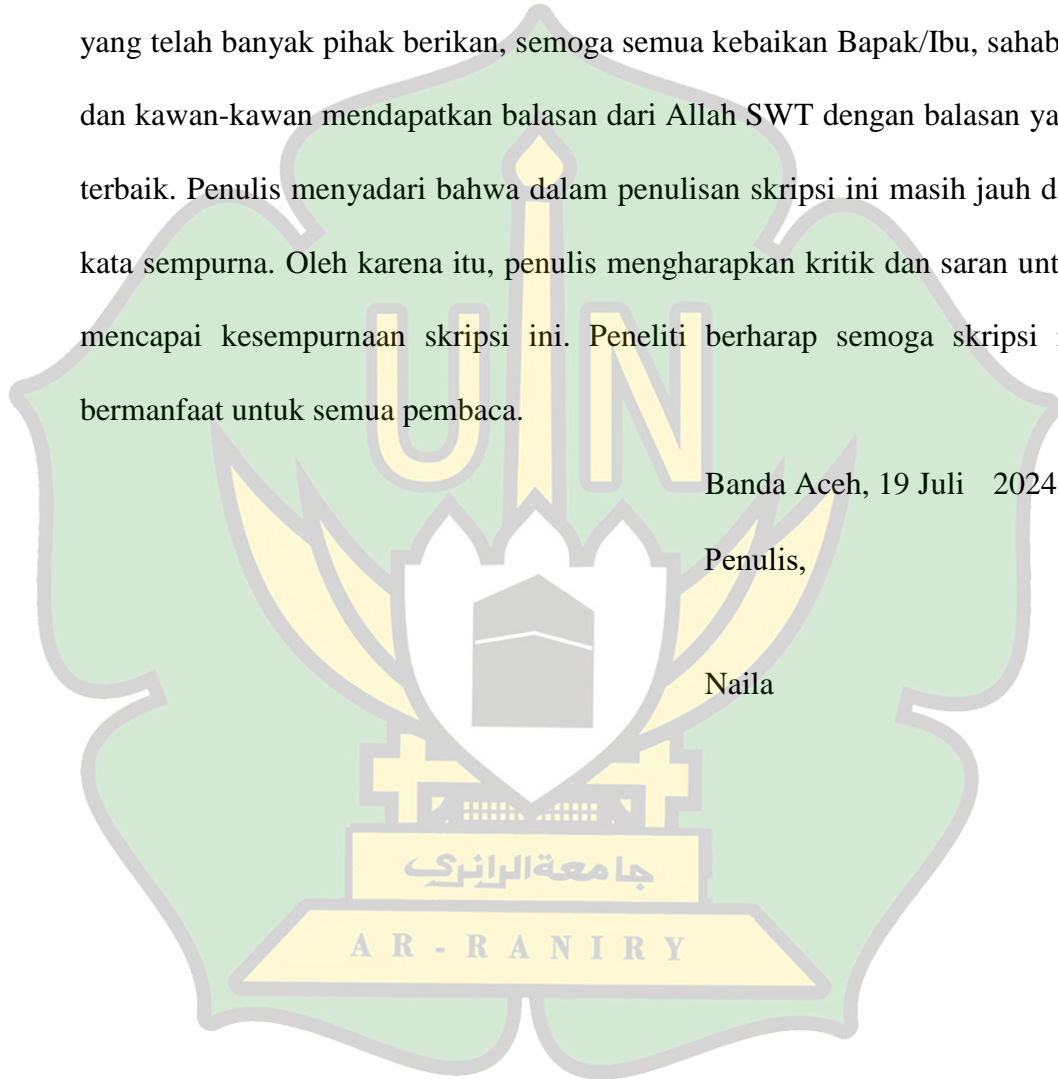 yang telah banyak pihak berikan, semoga semua kebaikan Bapak/Ibu, sahab
dan kawan-kawan mendapatkan balasan dari Allah SWT dengan balasan ya
terbaik. Penulis menyadari bahwa dalam penulisan skripsi ini masih jauh d
kata sempurna. Oleh karena itu, penulis mengharapkan kritik dan saran unt
mencapai kesempurnaan skripsi ini. Peneliti berharap semoga skripsi
bermanfaat untuk semua pembaca.
UIN
Banda Aceh, 19 Juli 2024
Penulis,
Naila
جامعة الرانري
AR-RANIRY